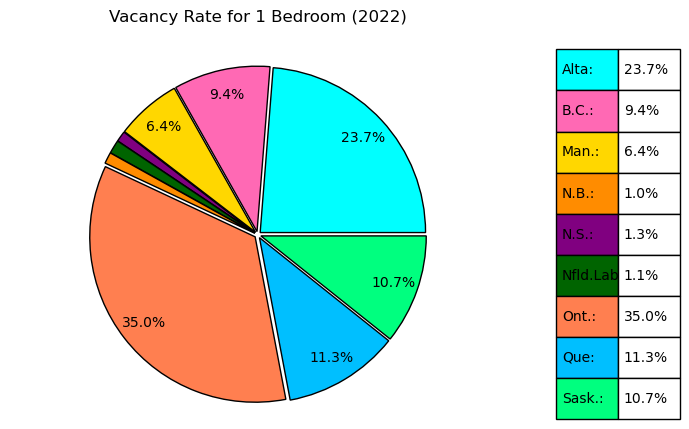 Vacancy Rate for 1 Bedroom (2022)
23.7%
9.4%
6.4%
35.0%
11.3%
10.7%
Alta: 23.7%
B.C.: 9.4%
Man.: 6.4%
N.B.: 1.0%
N.S.: 1.3%
Nfld.Lab 1.1%
Ont.: 35.0%
Que: 11.3%
Sask.: 10.7%